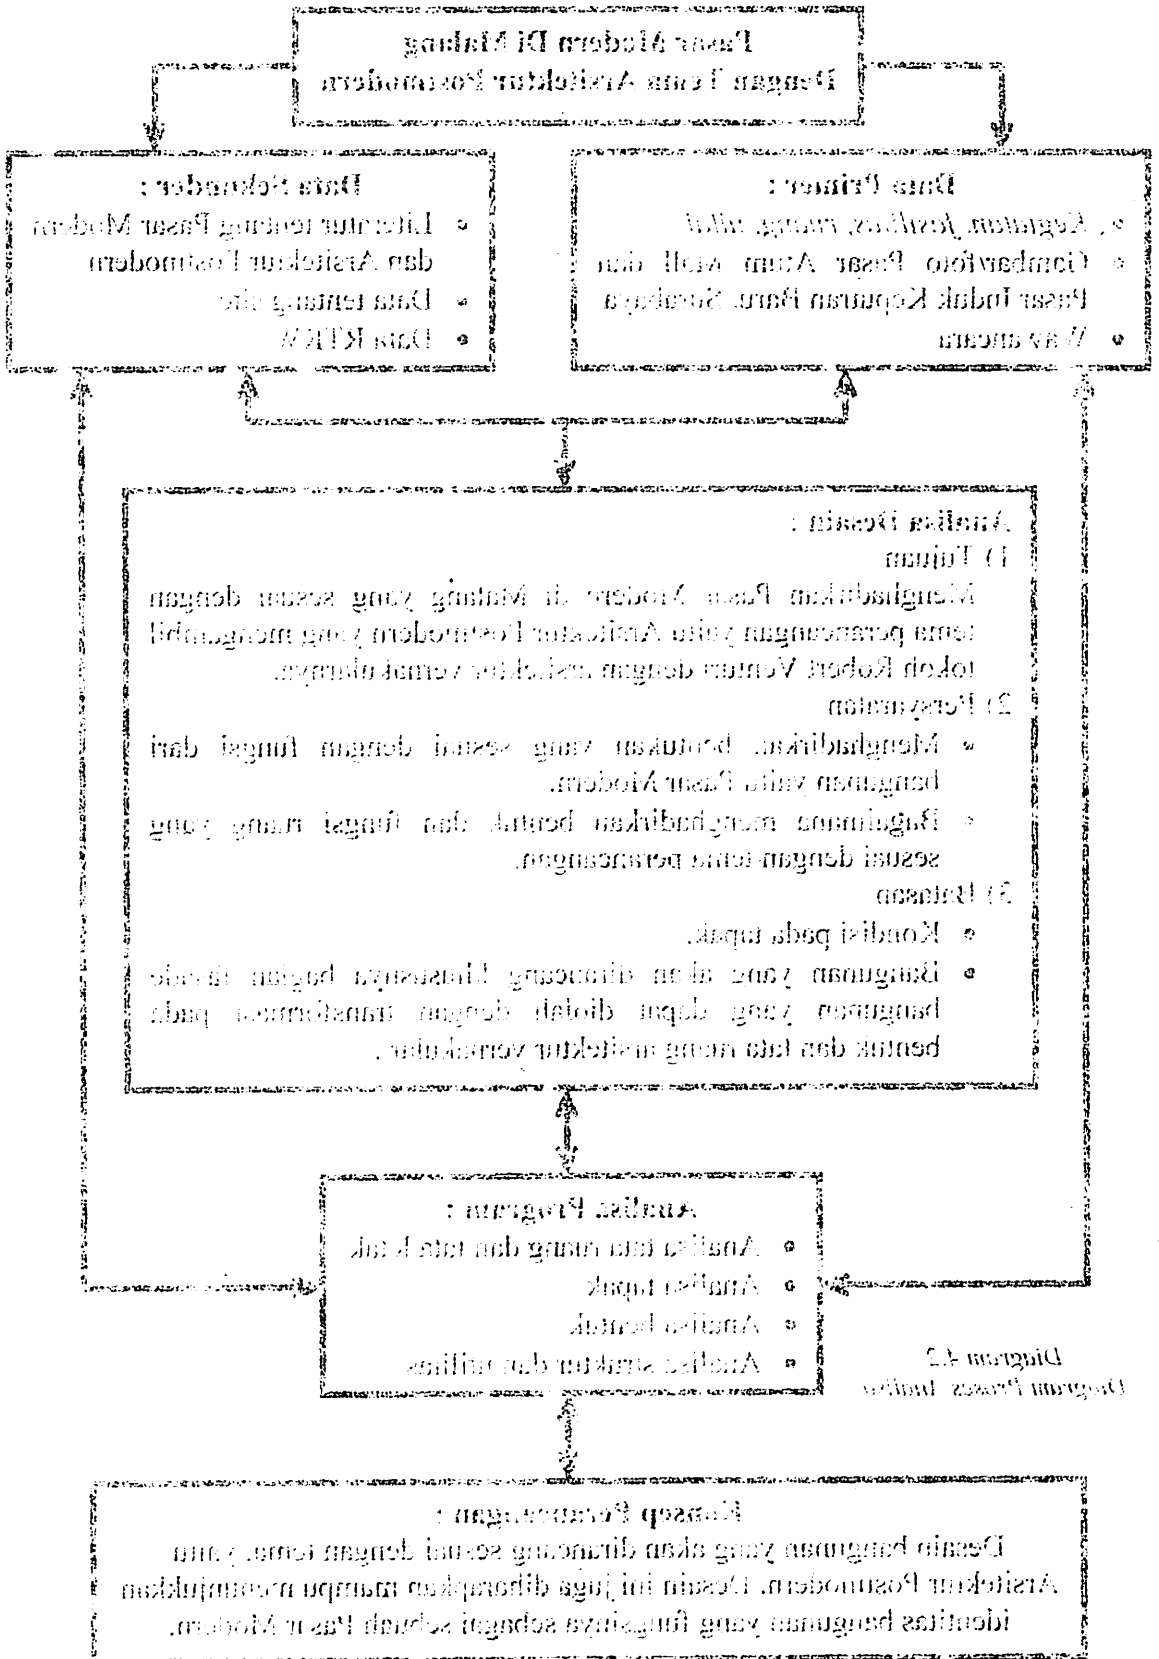 Pasar Modern Di Malang
Dengan Tema Arsitektur Postmodern
Data Primer :
Kegiatan, fasilitas, ruang, nilai
Gambar/foto Pasar Atum Mall dan
Pasar Induk Keputran Baru, Surabaya
Wawancara
Data Sekunder :
Literatur tentang Pasar Modern
dan Arsitektur Postmodern
Data tentang site
Data RTRW
Analisa Desain :
1) Tujuan
Menghadirkan Pasar Modern di Malang yang sesuai dengan
tema perancangan yaitu Arsitektur Postmodern yang mengambil
tokoh Robert Venturi dengan arsitektur vernakularnya.
2) Persyaratan
• Menghadirkan bentukan yang sesuai dengan fungsi dari
bangunan yaitu Pasar Modern.
• Bagaimana menghadirkan bentuk dan fungsi ruang yang
sesuai dengan tema perancangan.
3) Batasan
• Kondisi pada tapak.
• Bangunan yang akan dirancang khususnya bagian fasade
bangunan yang dapat diolah dengan transformasi pada
bentuk dan tata ruang arsitektur vernakular.
Analisa Program :
• Analisa tata ruang dan tata letak
• Analisa tapak
• Analisa bentuk
• Analisa struktur dan utilitas
Diagram 4.2
Diagram Proses Analisa
Konsep Perancangan :
Desain bangunan yang akan dirancang sesuai dengan tema, yaitu
Arsitektur Postmodern. Desain ini juga diharapkan mampu menunjukkan
identitas bangunan yang fungsinya sebagai sebuah Pasar Modern.